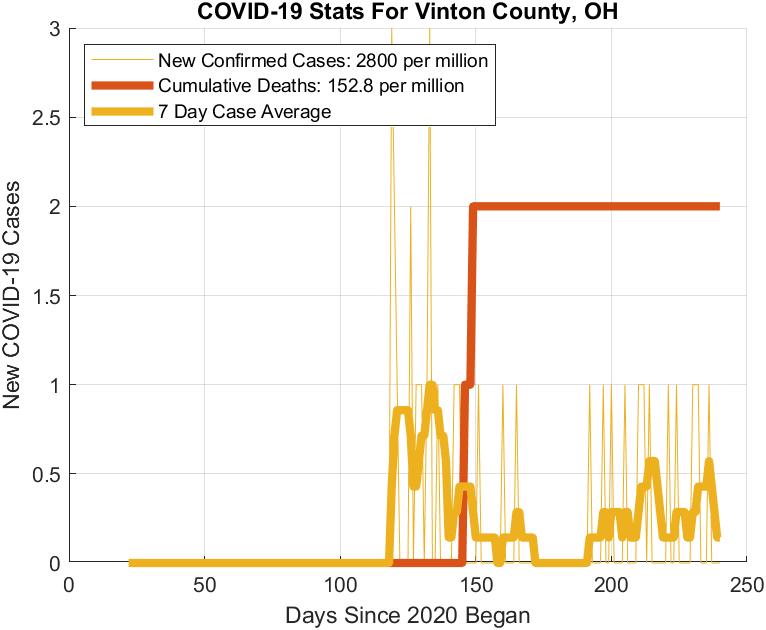 COVID-19 Stats For Vinton County, OH
3
New Confirmed Cases: 2800 per million
Cumulative Deaths: 152.8 per million
7 Day Case Average
2.5
2
1.5
1
0.5
0
New COVID-19 Cases
0 50 100 150 200 250
Days Since 2020 Began